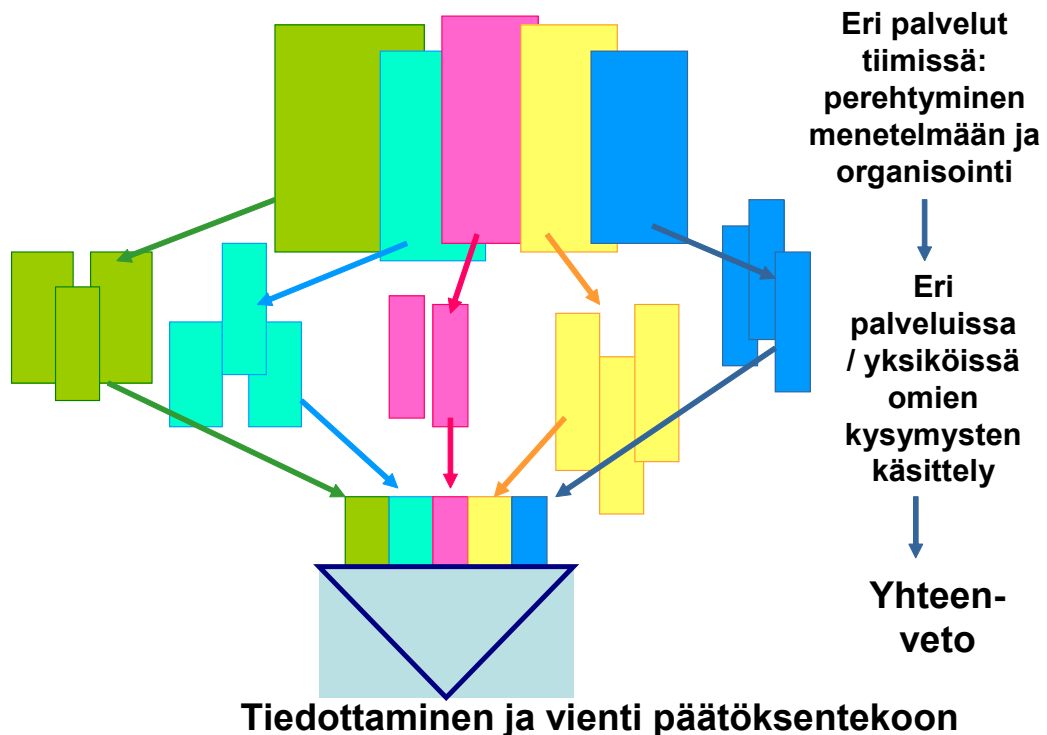 Eri palvelut
tiimissä:
perehtyminen
menetelmään ja
organisointi
Eri
palveluissa
/ yksiköissä
omien
kysymysten
käsittely
Yhteen-
veto
Tiedottaminen ja vienti päätöksentekoon